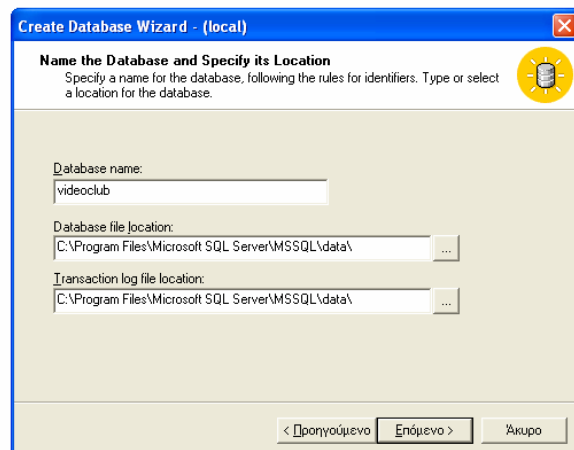 Create Database Wizard - (local)
Name the Database and Specify its Location
Specify a name for the database, following the rules for identifiers. Type or select
a location for the database.
Database name:
videoclub
Database file location:
C:\Program Files\Microsoft SQL Server\MSSQL\data\
...
Transaction log file location:
C:\Program Files\Microsoft SQL Server\MSSQL\data\
...
< Προηγούμενο
Επόμενο >
Άκυρο